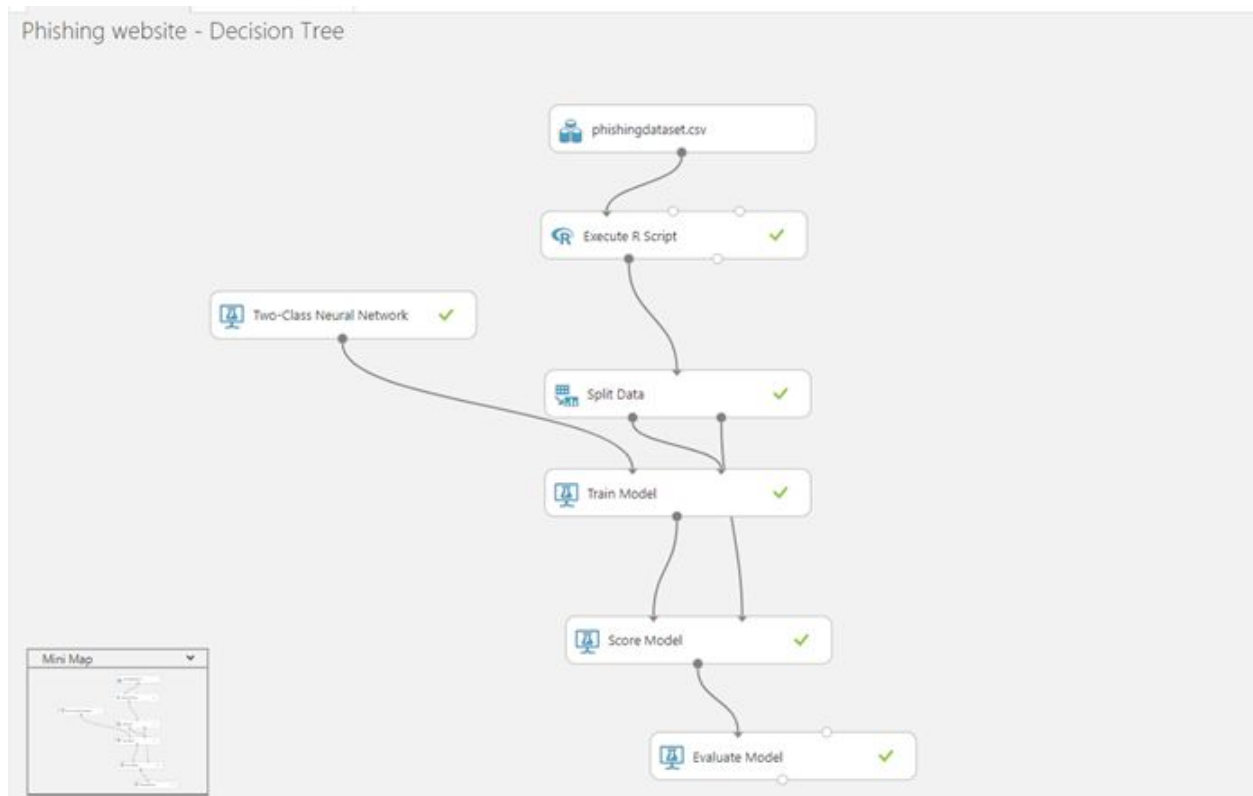 Phishing website - Decision Tree
phishingdataset.csv
Execute R Script
Two-Class Neural Network
Split Data
Train Model
Score Model
Mini Map
Evaluate Model